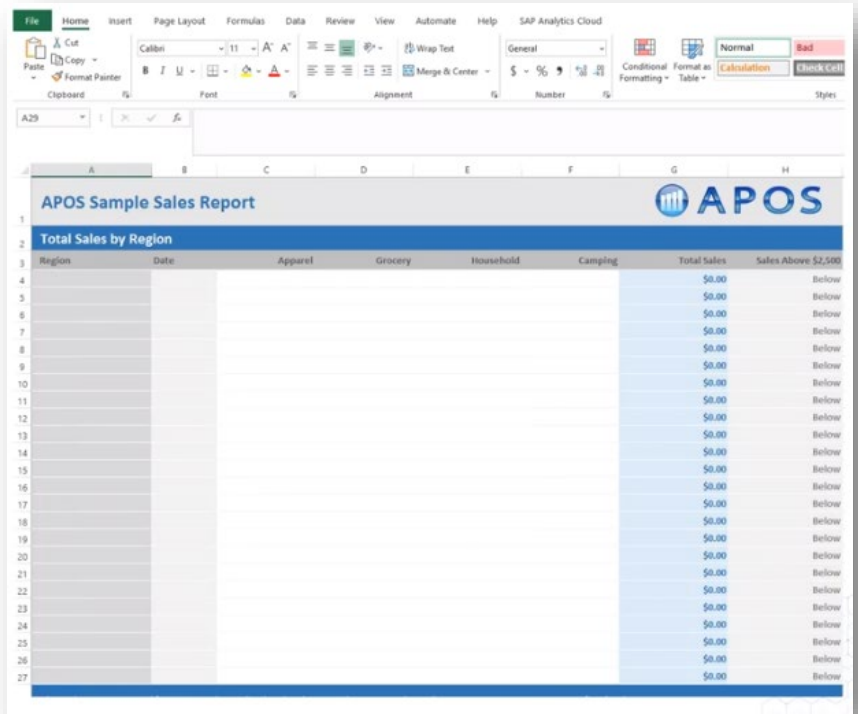 File Home Insert Page Layout Formulas Data Review View Automate Help SAP Analytics Cloud
Cut
Copy
Format Painter
Paste
Clipboard
Calibri 11 A A
B I U A
Font
Wrap Text
Merge & Center
Alignment
General
$ % 9
Number
Conditional Formatting
Format as Table
Normal Bad
Calculation Check Cell
Styles
A29 fx
A B C D E F G H
1 APOS Sample Sales Report APOS
2 Total Sales by Region
3 Region Date Apparel Grocery Household Camping Total Sales Sales Above $2,500
4 $0.00 Below
5 $0.00 Below
6 $0.00 Below
7 $0.00 Below
8 $0.00 Below
9 $0.00 Below
10 $0.00 Below
11 $0.00 Below
12 $0.00 Below
13 $0.00 Below
14 $0.00 Below
15 $0.00 Below
16 $0.00 Below
17 $0.00 Below
18 $0.00 Below
19 $0.00 Below
20 $0.00 Below
21 $0.00 Below
22 $0.00 Below
23 $0.00 Below
24 $0.00 Below
25 $0.00 Below
26 $0.00 Below
27 $0.00 Below